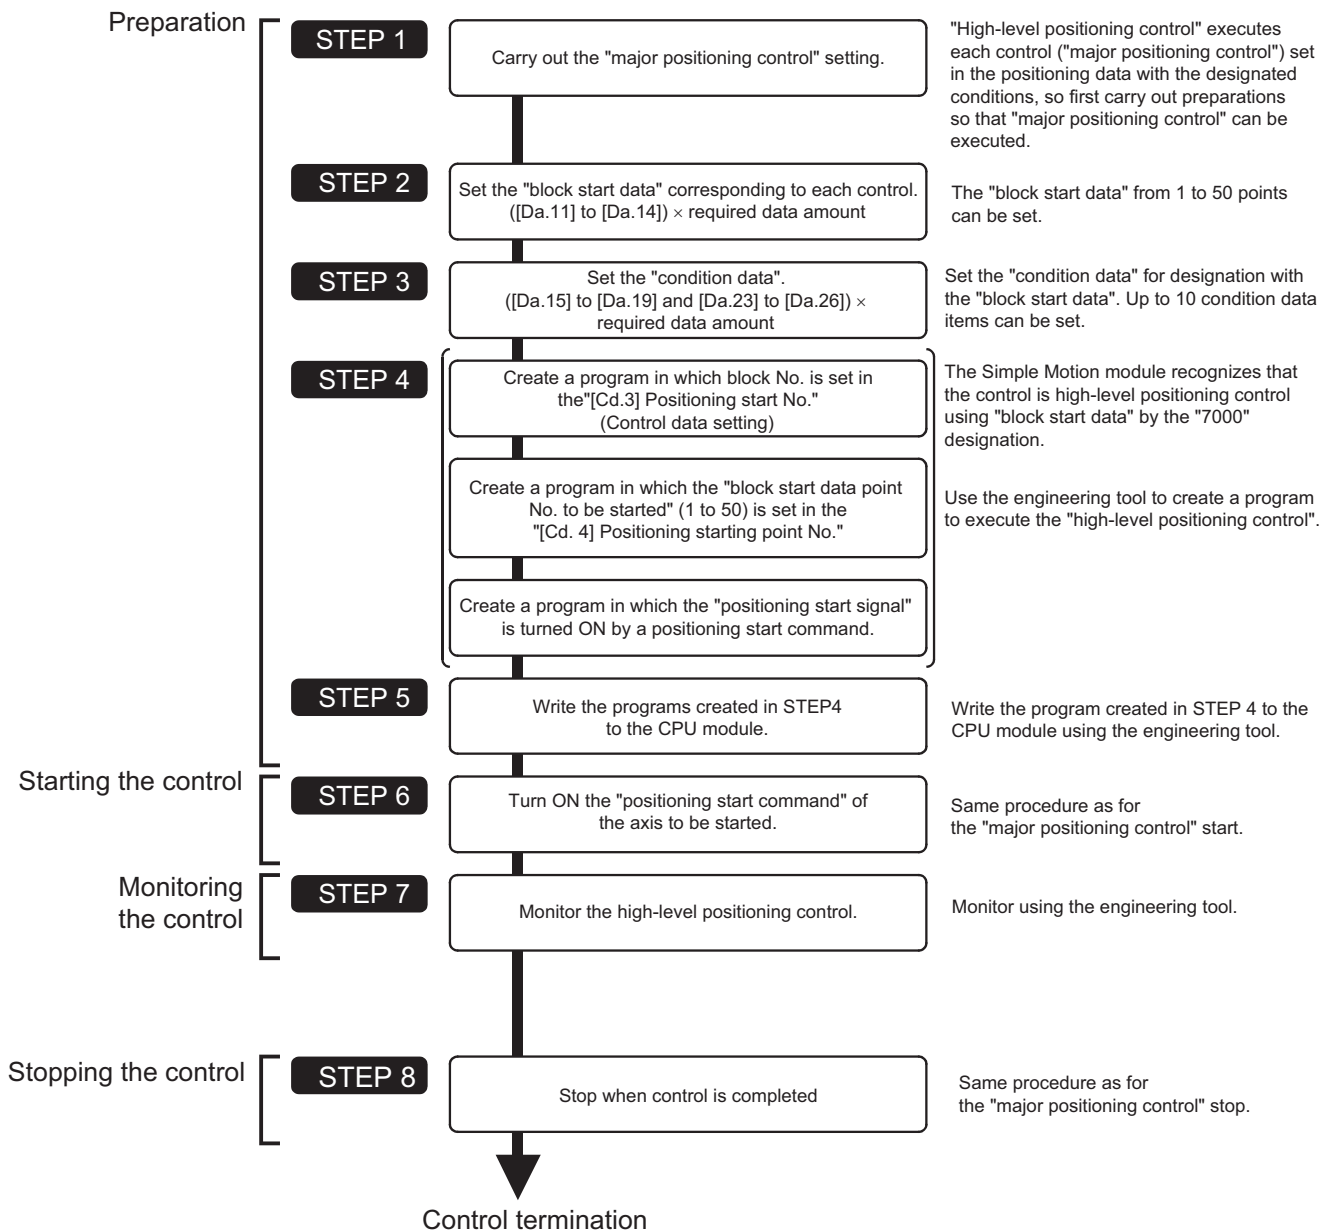 Preparation
STEP 1
Carry out the "major positioning control" setting.
"High-level positioning control" executes
each control ("major positioning control") set
in the positioning data with the designated
conditions, so first carry out preparations
so that "major positioning control" can be
executed.
STEP 2
Set the "block start data" corresponding to each control.
([Da.11] to [Da.14]) × required data amount
The "block start data" from 1 to 50 points
can be set.
STEP 3
Set the "condition data".
([Da.15] to [Da.19] and [Da.23] to [Da.26]) ×
required data amount
Set the "condition data" for designation with
the "block start data". Up to 10 condition data
items can be set.
STEP 4
Create a program in which block No. is set in
the"[Cd.3] Positioning start No."
(Control data setting)
The Simple Motion module recognizes that
the control is high-level positioning control
using "block start data" by the "7000"
designation.
Create a program in which the "block start data point
No. to be started" (1 to 50) is set in the
"[Cd. 4] Positioning starting point No."
Use the engineering tool to create a program
to execute the "high-level positioning control".
Create a program in which the "positioning start signal"
is turned ON by a positioning start command.
STEP 5
Write the programs created in STEP4
to the CPU module.
Write the program created in STEP 4 to the
CPU module using the engineering tool.
Starting the control
STEP 6
Turn ON the "positioning start command" of
the axis to be started.
Same procedure as for
the "major positioning control" start.
Monitoring
the control
STEP 7
Monitor the high-level positioning control.
Monitor using the engineering tool.
Stopping the control
STEP 8
Stop when control is completed
Same procedure as for
the "major positioning control" stop.
Control termination